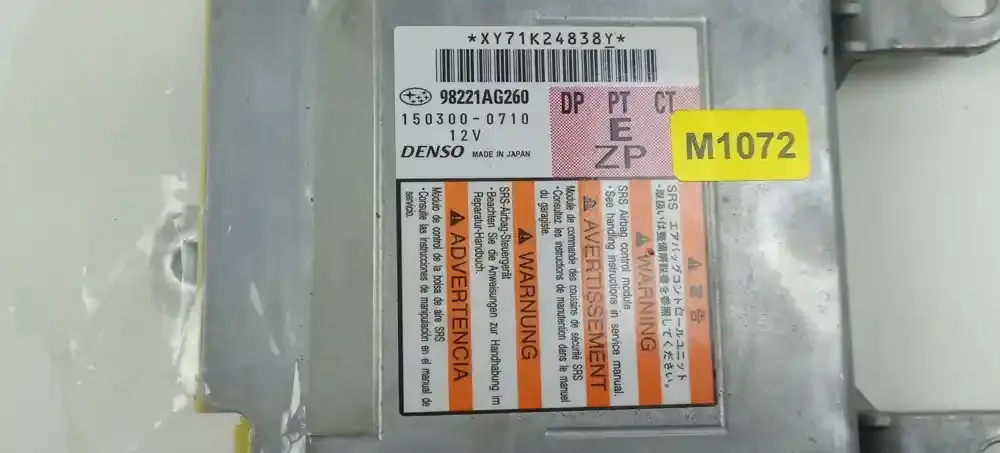 *XY71K24838Y*
98221AG260
150300-0710
12V
DENSO MADE IN JAPAN
DP PT CT
E
ZP
M1072
警告
SRS エアバッグコントロールユニット
・取扱いは整備解説書を参照してください。
WARNING
SRS Airbag control module
・See handling instructions in service manual.
AVERTISSEMENT
Module de commande des coussins de sécurité SRS
・Consultez les instructions de manutention dans le manuel
du garagiste.
WARNUNG
SRS-Airbag-Steuergerät
・Beachten Sie die Anweisungen zur Handhabung im
Reparatur-Handbuch.
ADVERTENCIA
Módulo de control de la bolsa de aire SRS
・Consulte las instrucciones de manipulación en el manual de
servicio.